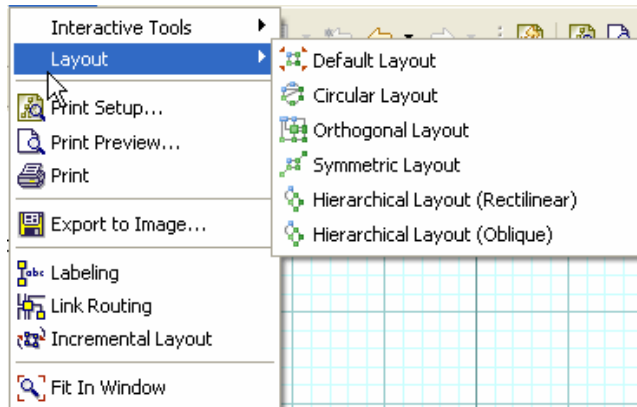 Interactive Tools
Layout
Print Setup...
Print Preview...
Print
Export to Image...
abc Labeling
Link Routing
Incremental Layout
Fit In Window
Default Layout
Circular Layout
Orthogonal Layout
Symmetric Layout
Hierarchical Layout (Rectilinear)
Hierarchical Layout (Oblique)